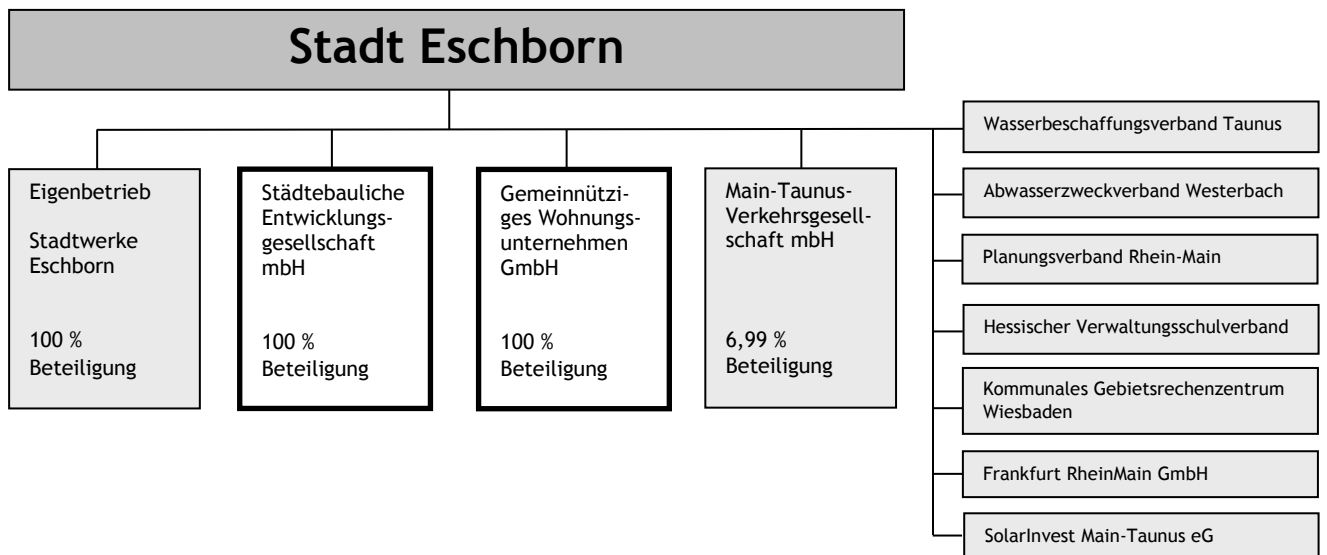 Stadt Eschborn
Eigenbetrieb
Stadtwerke
Eschborn
100 %
Beteiligung
Städtebauliche
Entwicklungs-
gesellschaft
mbH
100 %
Beteiligung
Gemeinnützi-
ges Wohnungs-
unternehmen
GmbH
100 %
Beteiligung
Main-Taunus-
Verkehrsgesell-
schaft mbH
6,99 %
Beteiligung
Wasserbeschaffungsverband Taunus
Abwasserzweckverband Westerbach
Planungsverband Rhein-Main
Hessischer Verwaltungsschulverband
Kommunales Gebietsrechenzentrum
Wiesbaden
Frankfurt RheinMain GmbH
SolarInvest Main-Taunus eG